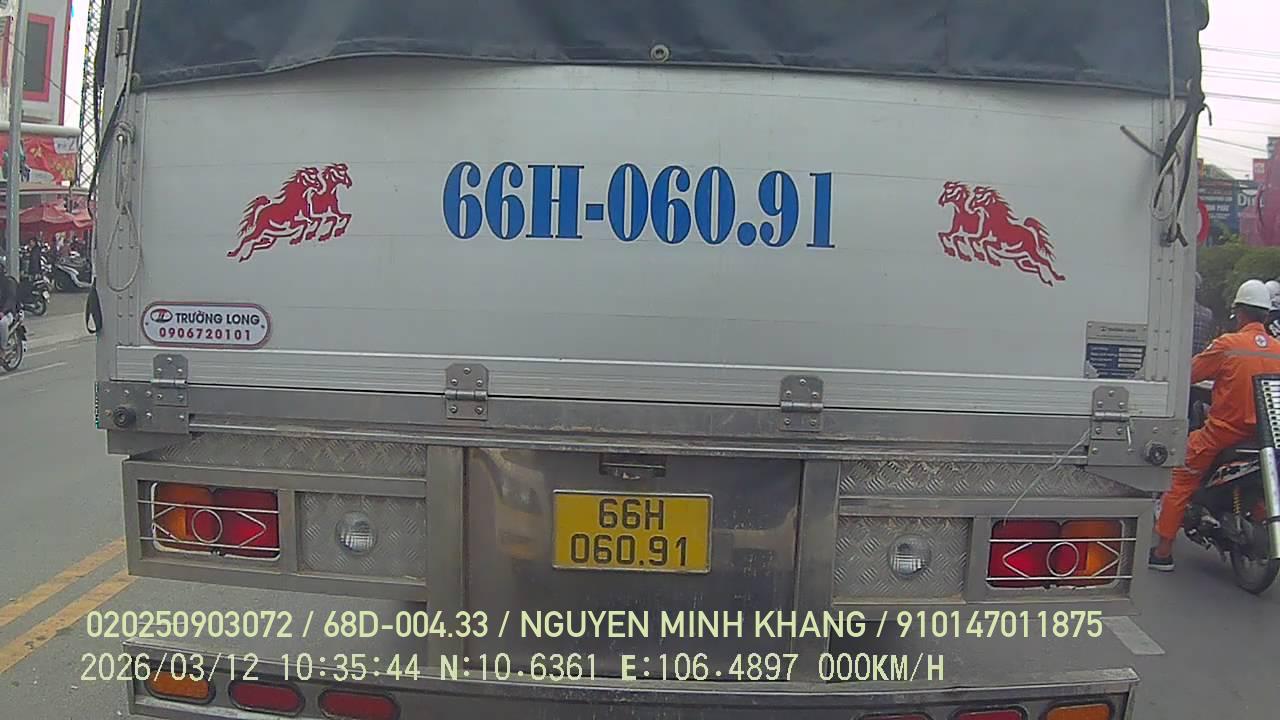 66H-060.91
TRƯỜNG LONG
0906720101
66H
060.91
020250903072 / 68D-004.33 / NGUYEN MINH KHANG / 910147011875
2026/03/12 10:35:44 N:10.6361 E:106.4897 000KM/H